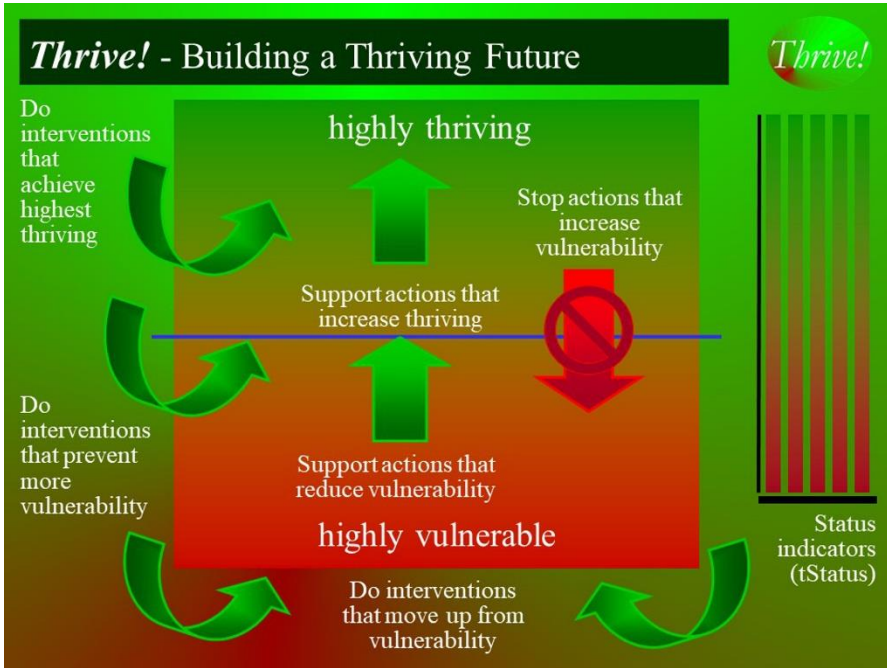 Thrive! - Building a Thriving Future
Thrive!
Do
interventions
that
achieve
highest
thriving
highly thriving
Stop actions that
increase
vulnerability
Support actions that
increase thriving
Do
interventions
that prevent
more
vulnerability
Support actions that
reduce vulnerability
highly vulnerable
Status
indicators
(tStatus)
Do interventions
that move up from
vulnerability